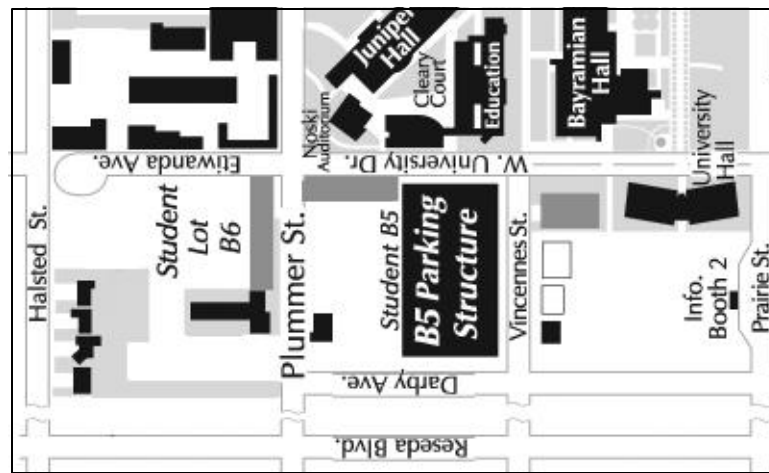 Juniper
Hall
Cleary
Court
Education
Bayramian
Hall
Noski
Auditorium
University
Hall
Etiwanda Ave.
W. University Dr.
Halsted St.
Student
Lot
B6
Plummer St.
Student B5
B5 Parking
Structure
Vincennes St.
Info.
Booth 2
Prairie St.
Darby Ave.
Reseda Blvd.